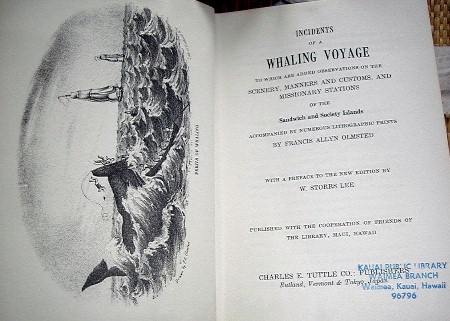 PERILS OF WHALING
INCIDENTS
OF A
WHALING VOYAGE
TO WHICH ARE ADDED OBSERVATIONS ON THE
SCENERY, MANNERS AND CUSTOMS, AND
MISSIONARY STATIONS
OF THE
Sandwich and Society Islands
ACCOMPANIED BY NUMEROUS LITHOGRAPHIC PRINTS
BY FRANCIS ALLYN OLMSTED
WITH A PREFACE TO THE NEW EDITION BY
W. STORRS LEE
PUBLISHED WITH THE COOPERATION OF FRIENDS OF
THE LIBRARY, MAUI, HAWAII
CHARLES E. TUTTLE CO.: PUBLISHERS
Rutland, Vermont & Tokyo, Japan
KAUAI PUBLIC LIBRARY
WAIMEA BRANCH
Waimea, Kauai, Hawaii
96796